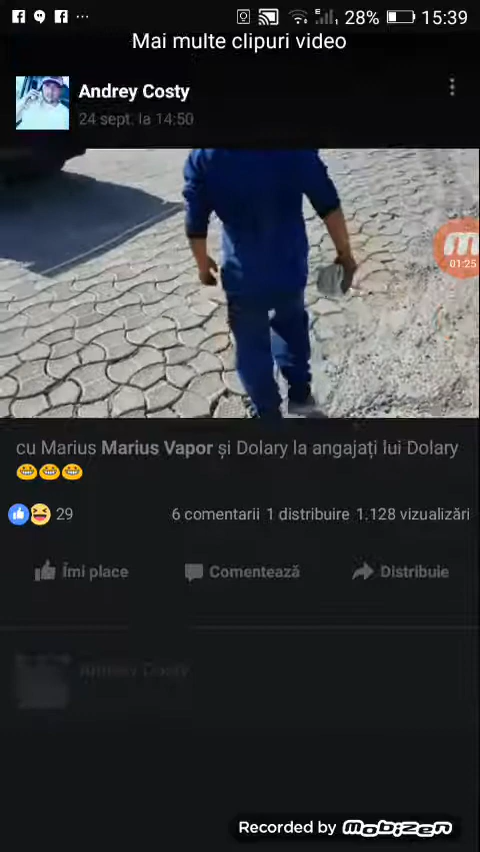 28% 15:39
Mai multe clipuri video
Andrey Costy
24 sept. la 14:50
01:25
cu Marius Marius Vapor și Dolary la angajați lui Dolary
29 6 comentarii 1 distribuire 1.128 vizualizări
Îmi place Comentează Distribuie
Andrey Costy
Recorded by Mobizen